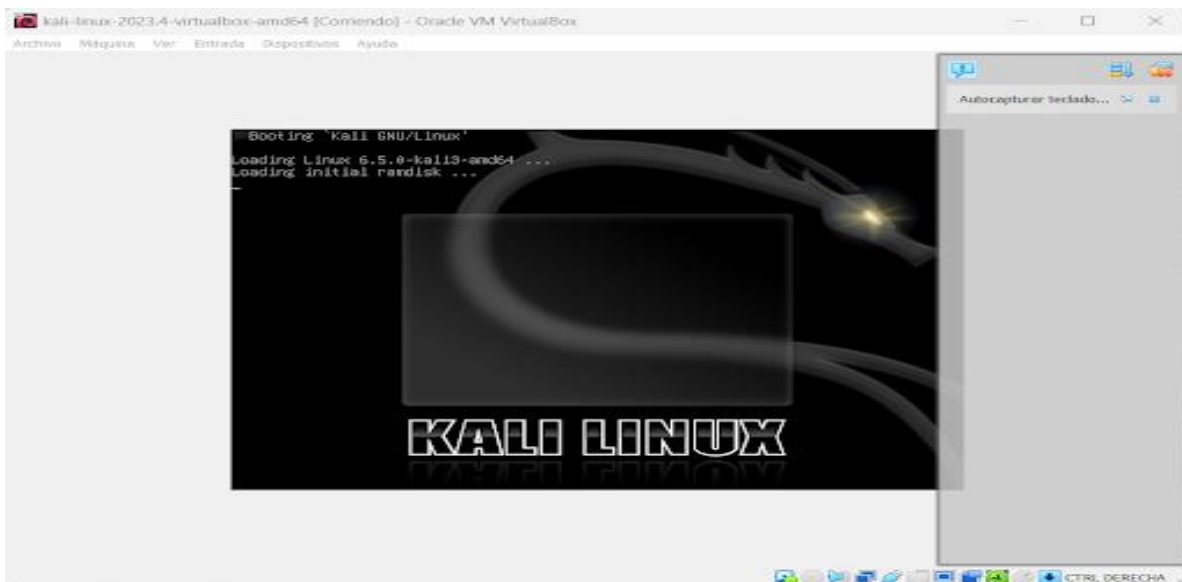 kali-linux-2023.4-virtualbox-amd64 [Corriendo] - Oracle VM VirtualBox
Archivo Máquina Ver Entrada Dispositivos Ayuda
Autocapturar teclado...
Booting `Kali GNU/Linux'
Loading Linux 6.5.0-kali3-amd64 ...
Loading initial ramdisk ...
KALI LINUX
CTRL DERECHA